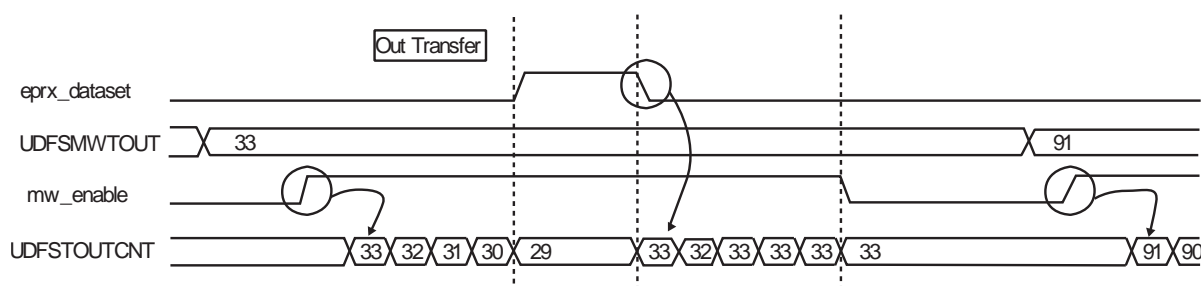 Out Transfer
eprx_dataset
UDFSMWTOUT 33 91
mw_enable
UDFSTOUTCNT 33 32 31 30 29 33 32 33 33 33 33 91 90